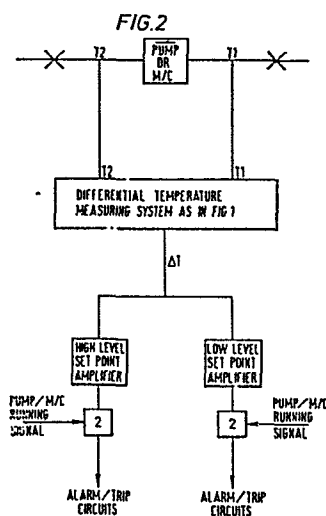 FIG.2
T2
PUMP
OR
M/C
T1
T2
T1
DIFFERENTIAL TEMPERATURE
MEASURING SYSTEM AS IN FIG 1
ΔT
HIGH LEVEL
SET POINT
AMPLIFIER
LOW LEVEL
SET POINT
AMPLIFIER
PUMP/M/C
RUNNING
SIGNAL
2
2
PUMP/M/C
RUNNING
SIGNAL
ALARM/TRIP
CIRCUITS
ALARM/TRIP
CIRCUITS